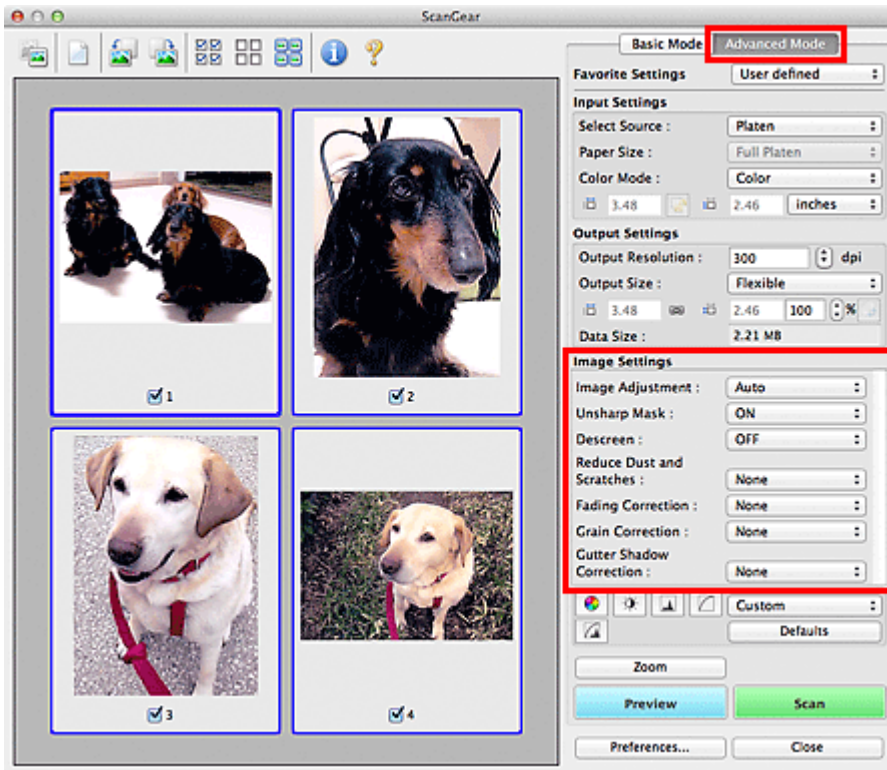 ScanGear
Basic Mode Advanced Mode
Favorite Settings User defined
Input Settings
Select Source : Platen
Paper Size : Full Platen
Color Mode : Color
3.48 2.46 inches
Output Settings
Output Resolution : 300 dpi
Output Size : Flexible
3.48 2.46 100 %
Data Size : 2.21 MB
Image Settings
Image Adjustment : Auto
Unsharp Mask : ON
Descreen : OFF
Reduce Dust and
Scratches : None
Fading Correction : None
Grain Correction : None
Gutter Shadow
Correction : None
Custom
Defaults
Zoom
Preview Scan
Preferences... Close
1
2
3
4